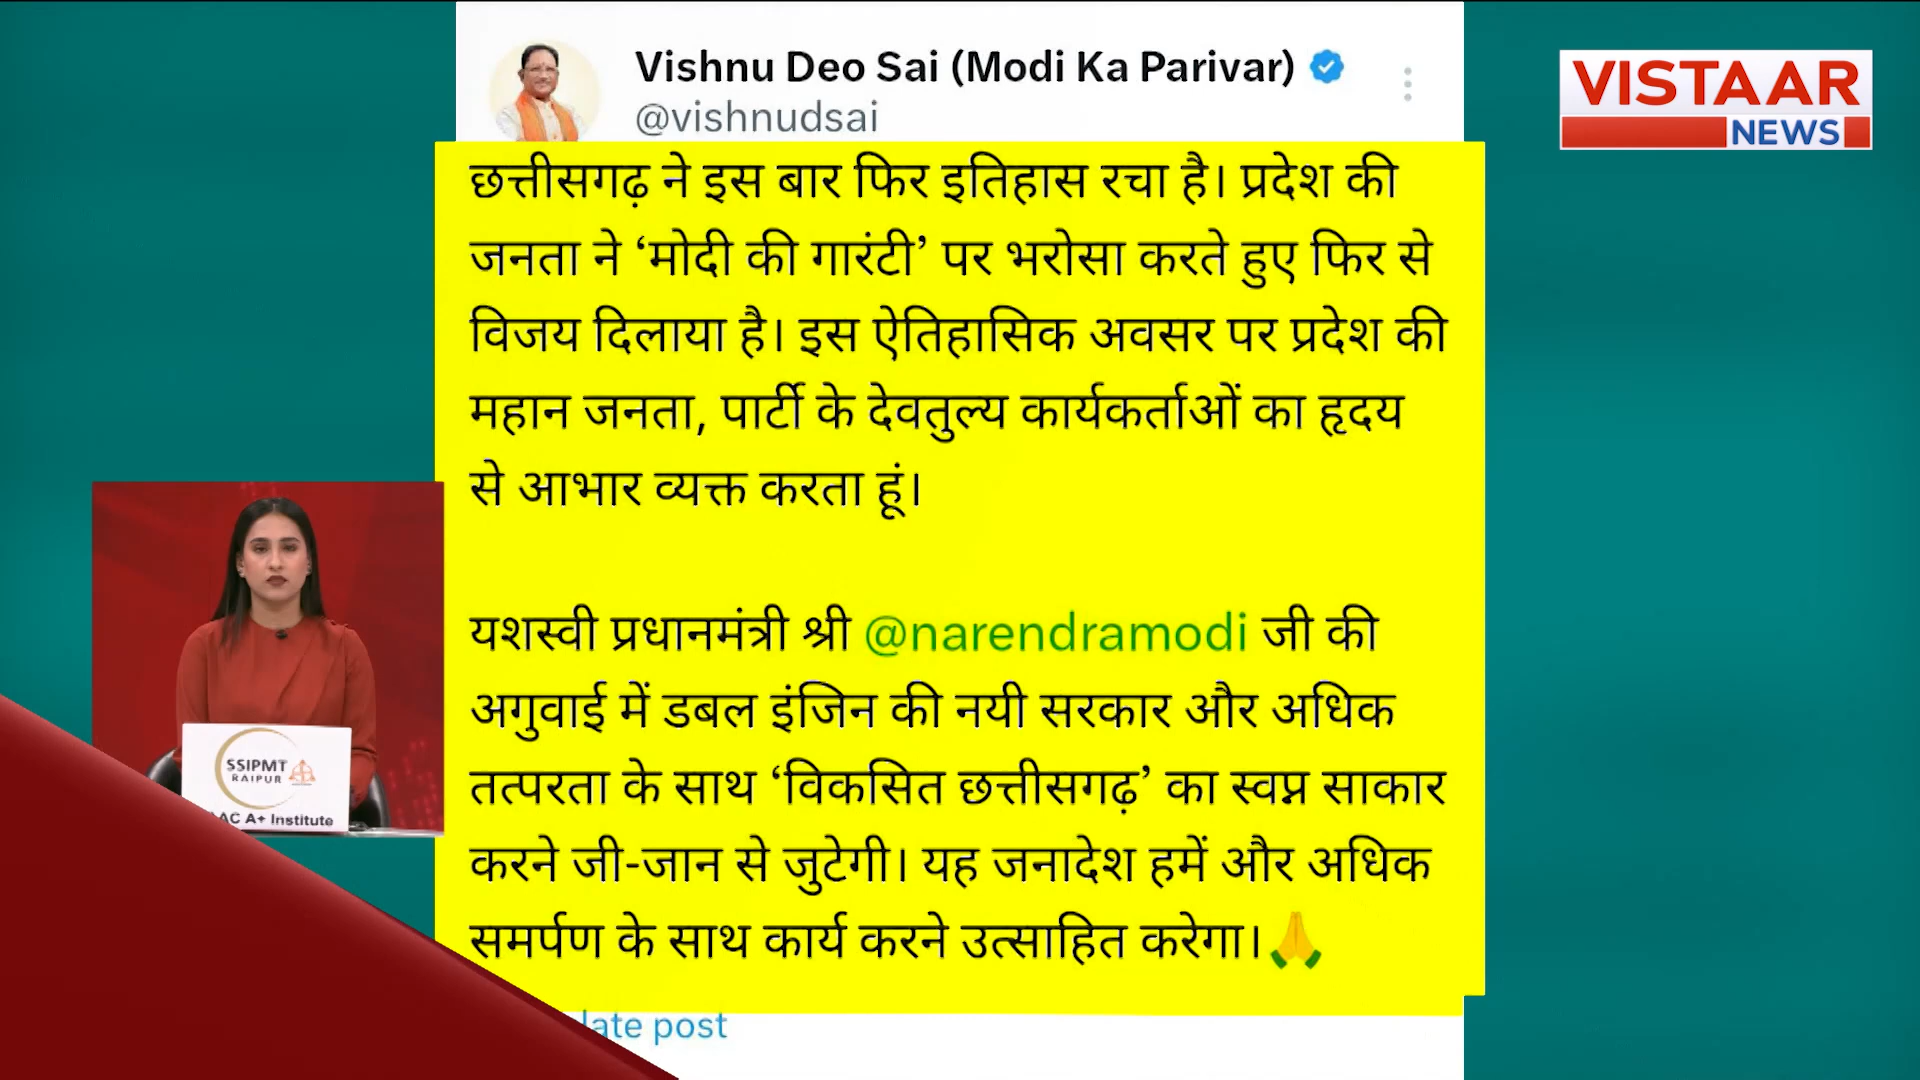 Vishnu Deo Sai (Modi Ka Parivar)
@vishnudsai
VISTAAR
NEWS
छत्तीसगढ़ ने इस बार फिर इतिहास रचा है। प्रदेश की
जनता ने ‘मोदी की गारंटी’ पर भरोसा करते हुए फिर से
विजय दिलाया है। इस ऐतिहासिक अवसर पर प्रदेश की
महान जनता, पार्टी के देवतुल्य कार्यकर्ताओं का हृदय
से आभार व्यक्त करता हूं।
यशस्वी प्रधानमंत्री श्री @narendramodi जी की
अगुवाई में डबल इंजिन की नयी सरकार और अधिक
तत्परता के साथ ‘विकसित छत्तीसगढ़’ का स्वप्न साकार
करने जी-जान से जुटेगी। यह जनादेश हमें और अधिक
समर्पण के साथ कार्य करने उत्साहित करेगा।🙏
SSIPMT
RAIPUR
AC A+ Institute
late post